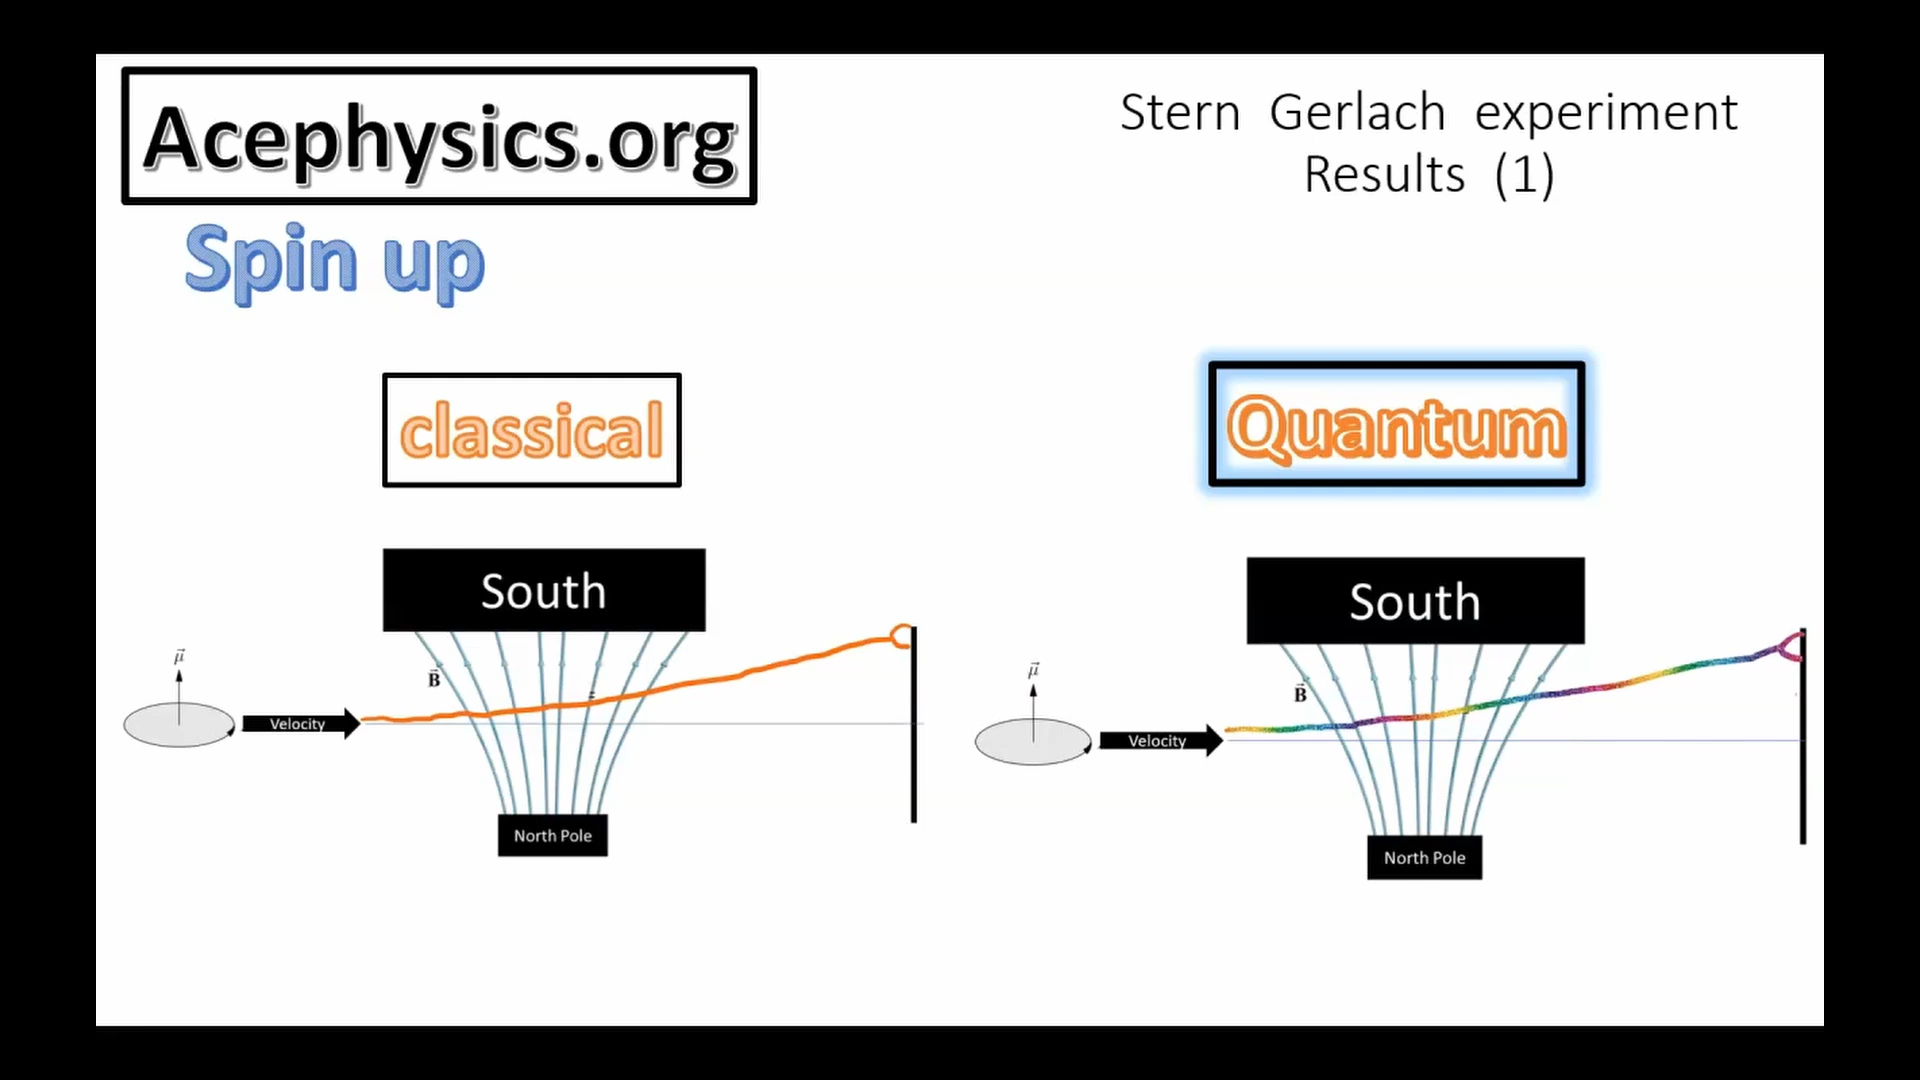 Acephysics.org
Stern Gerlach experiment
Results (1)
Spin up
classical
Quantum
South
μ⃗
B⃗
Velocity
North Pole
South
μ⃗
B⃗
Velocity
North Pole